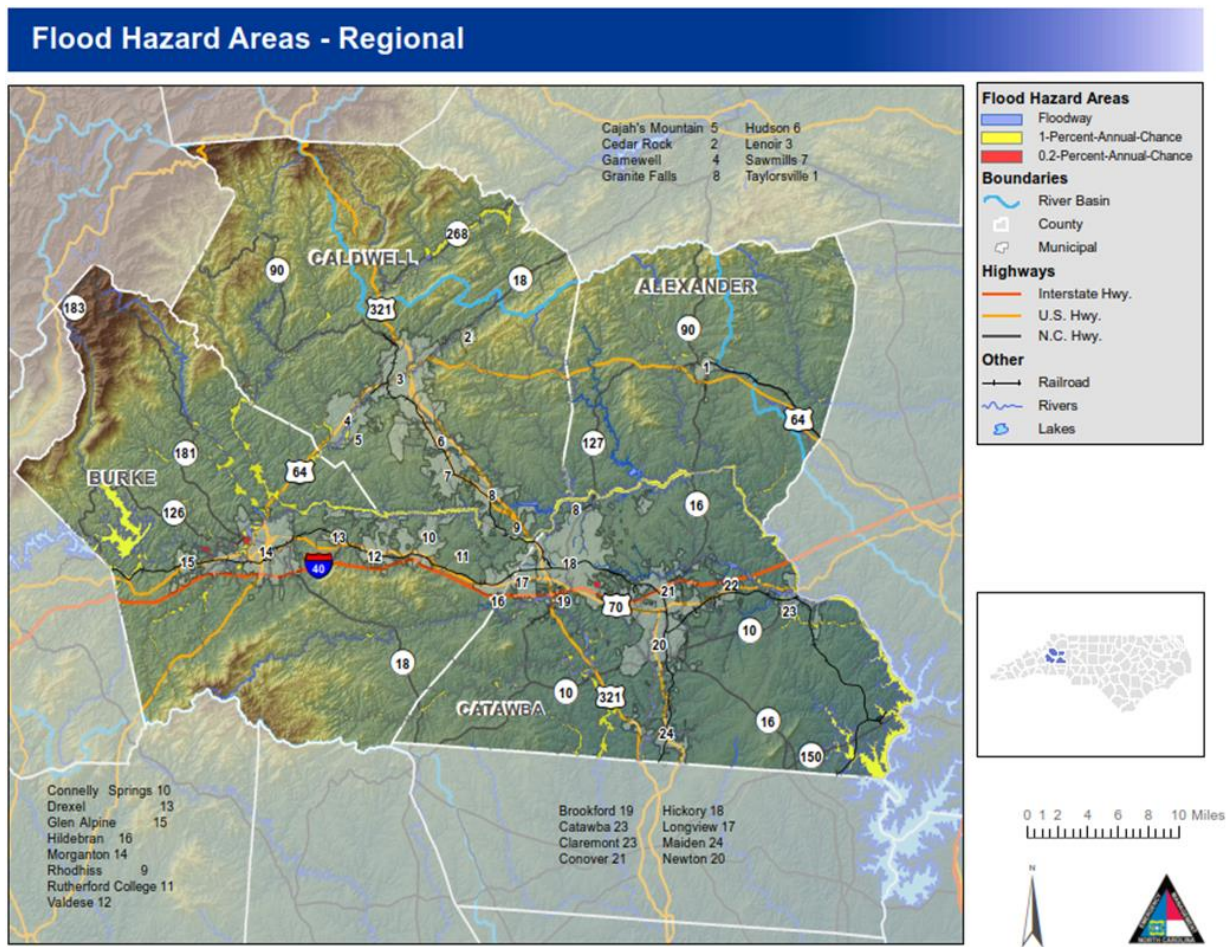 Flood Hazard Areas - Regional
Cajah's Mountain 5 Hudson 6
Cedar Rock 2 Lenoir 3
Gamewell 4 Sawmills 7
Granite Falls 8 Taylorsville 1
CALDWELL
268
90
18
ALEXANDER
183
321
90
2
1
3
64
4
5
6
127
181
64
7
BURKE
8
16
126
8
9
13
10
14
12
11
15
18
40
17
21
22
16
19
70
23
10
20
18
10
321
CATAWBA
16
24
150
Connelly Springs 10
Drexel 13
Glen Alpine 15
Hildebran 16
Morganton 14
Rhodhiss 9
Rutherford College 11
Valdese 12
Brookford 19 Hickory 18
Catawba 23 Longview 17
Claremont 23 Maiden 24
Conover 21 Newton 20
Flood Hazard Areas
Floodway
1-Percent-Annual-Chance
0.2-Percent-Annual-Chance
Boundaries
River Basin
County
Municipal
Highways
Interstate Hwy.
U.S. Hwy.
N.C. Hwy.
Other
Railroad
Rivers
Lakes
0 1 2 4 6 8 10 Miles
N
NORTH CAROLINA